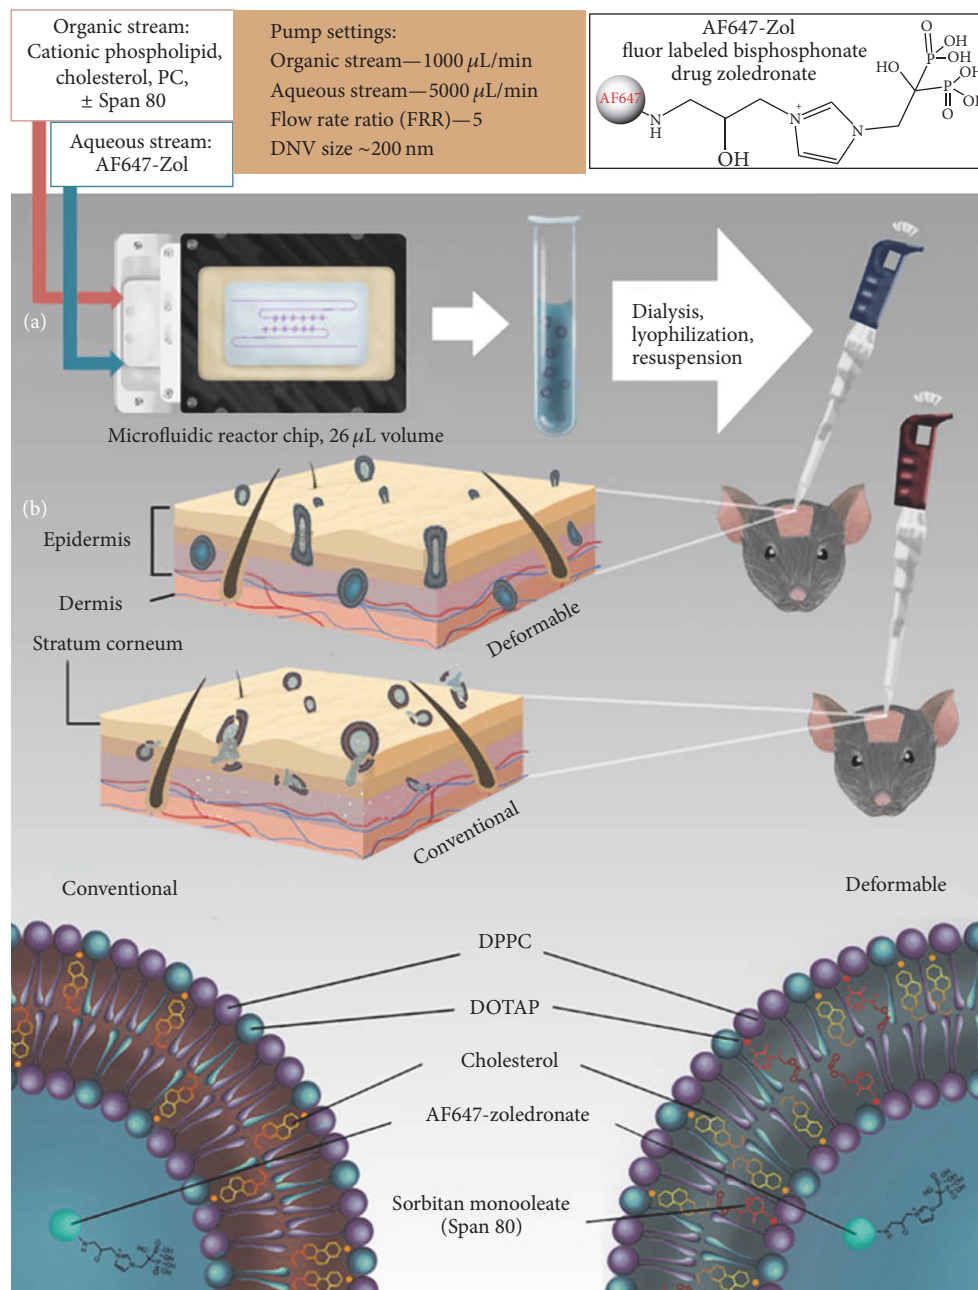 Organic stream:
Cationic phospholipid,
cholesterol, PC,
± Span 80
Aqueous stream:
AF647-Zol
Pump settings:
Organic stream—1000 μL/min
Aqueous stream—5000 μL/min
Flow rate ratio (FRR)—5
DNV size ~200 nm
AF647-Zol
fluor labeled bisphosphonate
drug zoledronate
AF647
N
H
OH
N
+
N
HO
O
P
OH
OH
P
OH
OH
O
(a)
Dialysis,
lyophilization,
resuspension
Microfluidic reactor chip, 26 μL volume
(b)
Epidermis
Dermis
Deformable
Stratum corneum
Conventional
Conventional
Deformable
DPPC
DOTAP
Cholesterol
AF647-zoledronate
Sorbitan monooleate
(Span 80)